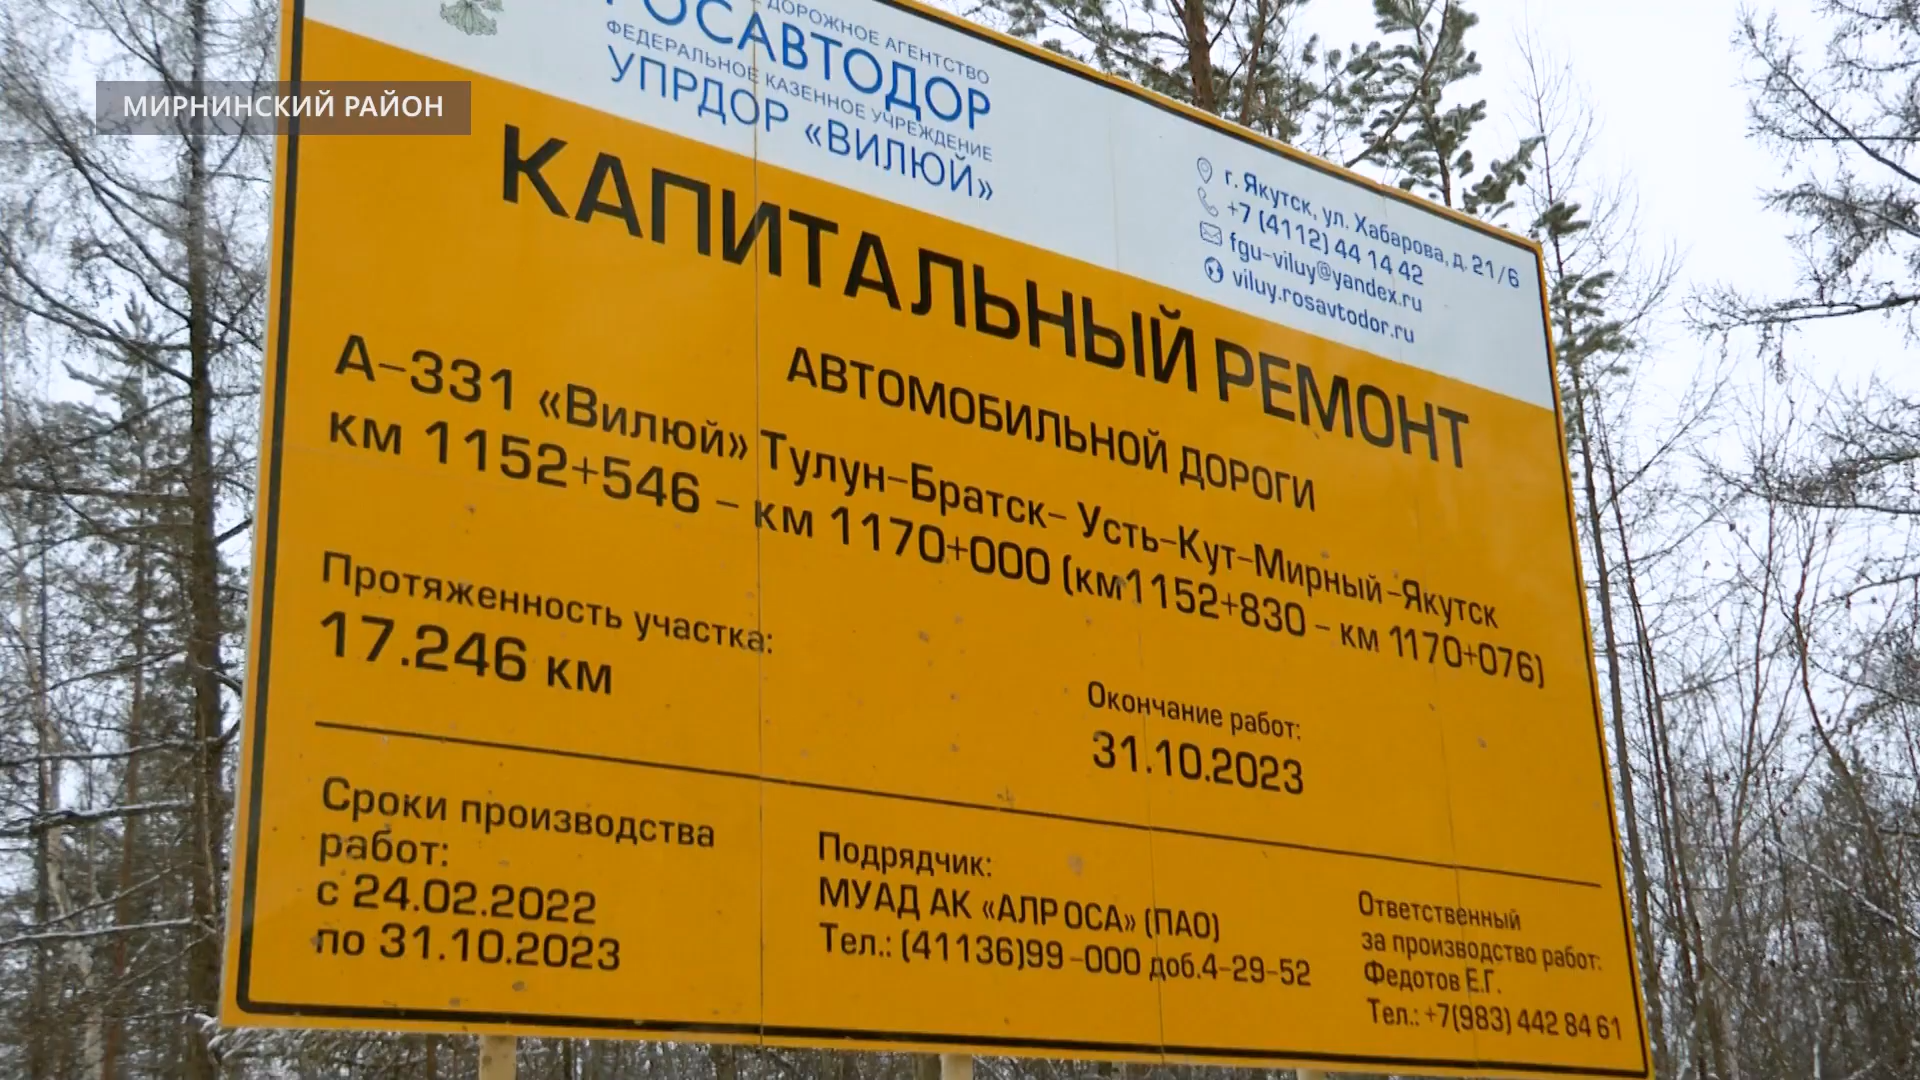 МИРНИНСКИЙ РАЙОН
ДОРОЖНОЕ АГЕНТСТВО
РОСАВТОДОР
ФЕДЕРАЛЬНОЕ КАЗЕННОЕ УЧРЕЖДЕНИЕ
УПРДОР «ВИЛЮЙ»
г. Якутск, ул. Хабарова, д. 21/6
+7 (4112) 44 14 42
fgu-viluy@yandex.ru
viluy.rosavtodor.ru
КАПИТАЛЬНЫЙ РЕМОНТ
АВТОМОБИЛЬНОЙ ДОРОГИ
А-331 «Вилюй» Тулун-Братск- Усть-Кут-Мирный-Якутск
км 1152+546 - км 1170+000 (км1152+830 - км 1170+076)
Протяженность участка:
17.246 км
Окончание работ:
31.10.2023
Сроки производства
работ:
с 24.02.2022
по 31.10.2023
Подрядчик:
МУАД АК «АЛРОСА» (ПАО)
Тел.: (41136)99-000 доб.4-29-52
Ответственный
за производство работ:
Федотов Е.Г.
Тел.: +7(983) 442 84 61